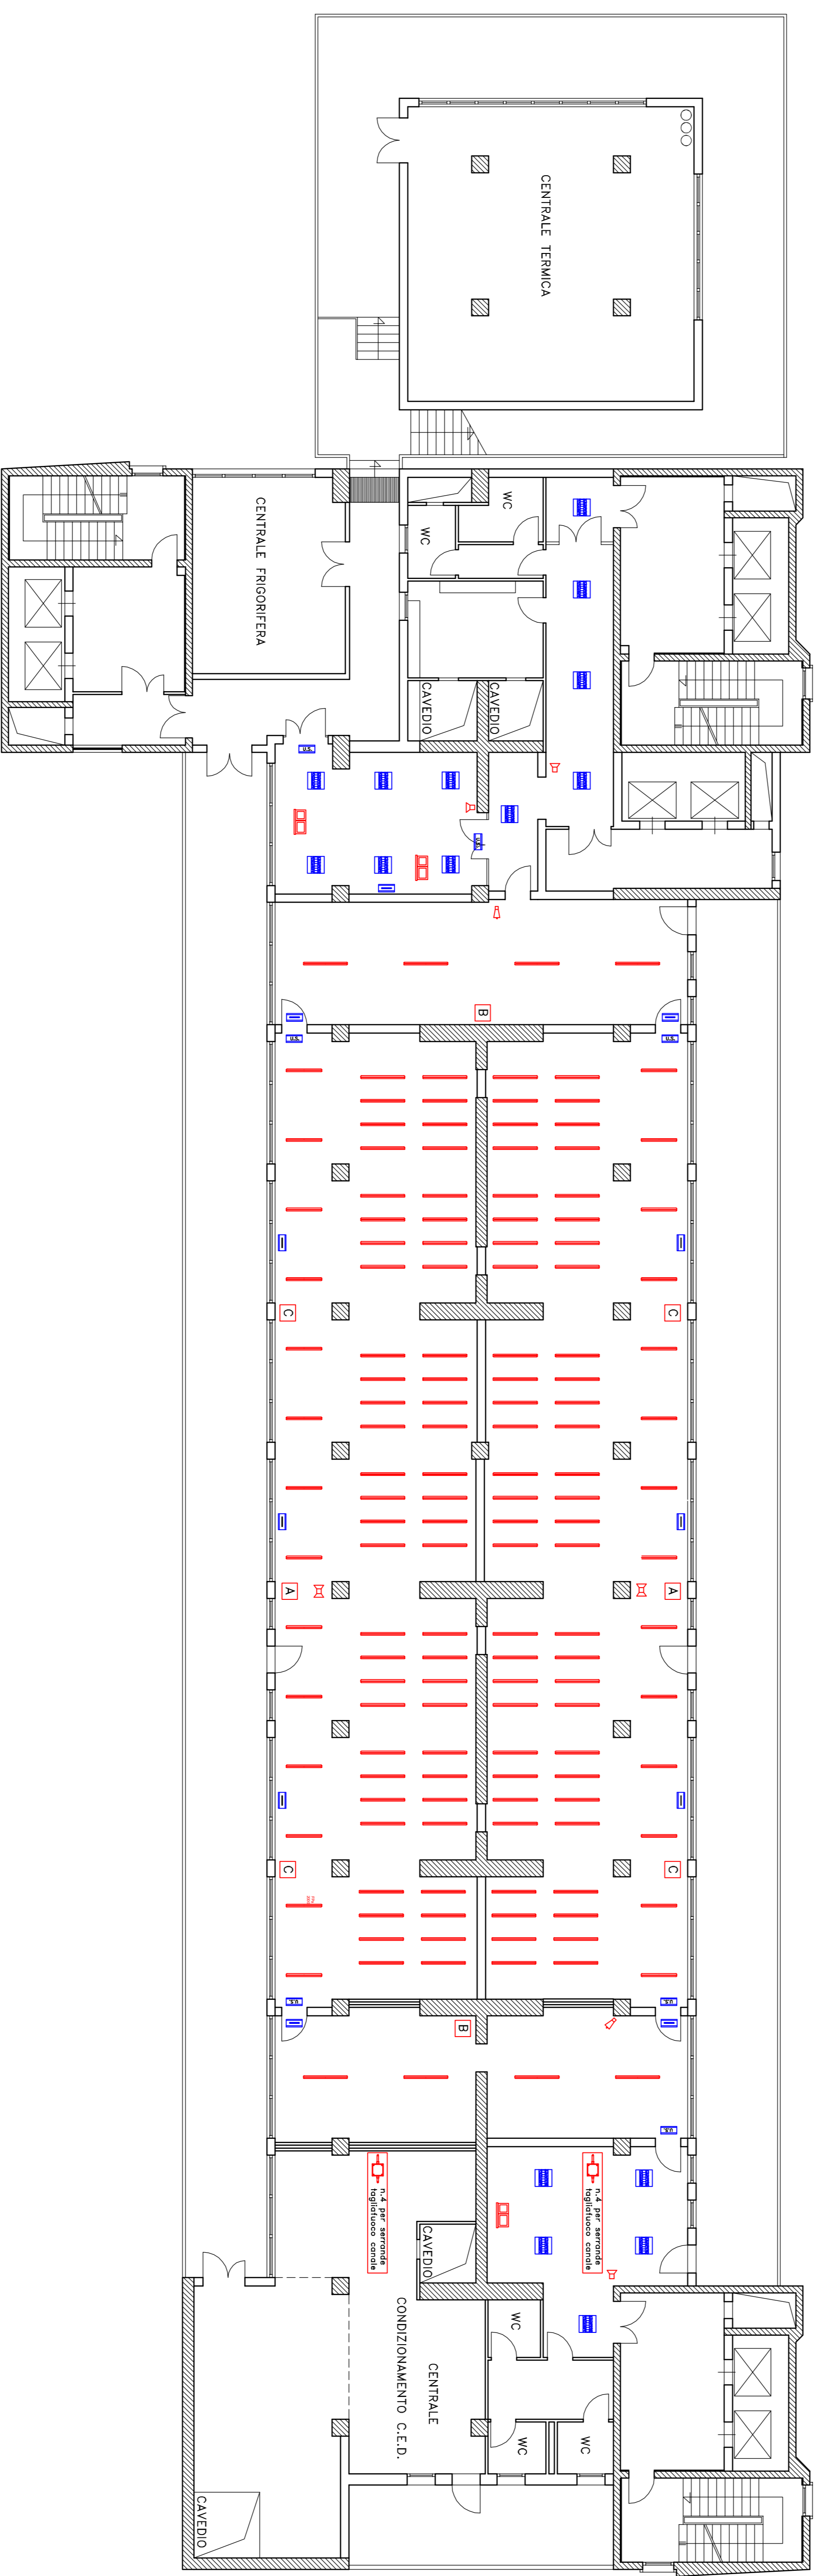 CENTRALE TERMICA
WC
WC
CENTRALE FRIGORIFERA
CAVEDIO
CAVEDIO
U.S.
U.S.
B
U.S.
U.S.
C
C
A
A
C
C
U.S.
U.S.
B
U.S.
n.4 per serrande
tagliafuoco canale
n.4 per serrande
tagliafuoco canale
CAVEDIO
WC
CENTRALE
CONDIZIONAMENTO C.E.D.
WC
WC
CAVEDIO